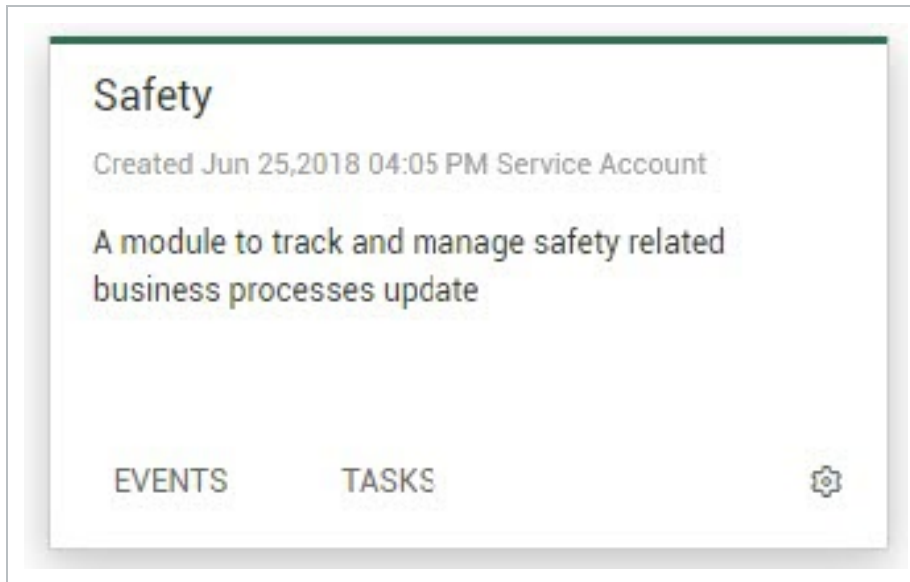 Safety
Created Jun 25,2018 04:05 PM Service Account
A module to track and manage safety related
business processes update
EVENTS TASKS